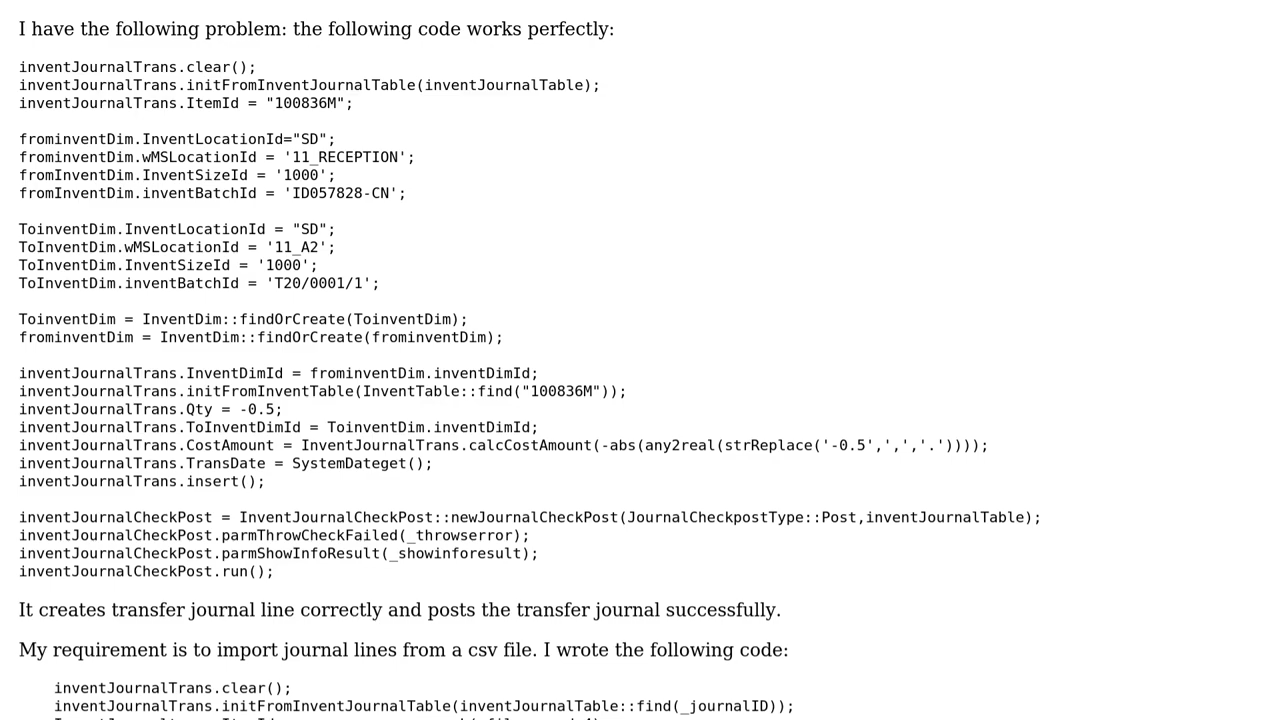 I have the following problem: the following code works perfectly:
inventJournalTrans.clear();
inventJournalTrans.initFromInventJournalTable(inventJournalTable);
inventJournalTrans.ItemId = "100836M";
frominventDim.InventLocationId="SD";
frominventDim.wMSLocationId = '11_RECEPTION';
fromInventDim.InventSizeId = '1000';
fromInventDim.inventBatchId = 'ID057828-CN';
ToinventDim.InventLocationId = "SD";
ToInventDim.wMSLocationId = '11_A2';
ToInventDim.InventSizeId = '1000';
ToInventDim.inventBatchId = 'T20/0001/1';
ToinventDim = InventDim::findOrCreate(ToinventDim);
frominventDim = InventDim::findOrCreate(frominventDim);
inventJournalTrans.InventDimId = frominventDim.inventDimId;
inventJournalTrans.initFromInventTable(InventTable::find("100836M"));
inventJournalTrans.Qty = -0.5;
inventJournalTrans.ToInventDimId = ToinventDim.inventDimId;
inventJournalTrans.CostAmount = InventJournalTrans.calcCostAmount(-abs(any2real(strReplace('-0.5',',','.'))));
inventJournalTrans.TransDate = SystemDateget();
inventJournalTrans.insert();
inventJournalCheckPost = InventJournalCheckPost::newJournalCheckPost(JournalCheckpostType::Post,inventJournalTable);
inventJournalCheckPost.parmThrowCheckFailed(_throwserror);
inventJournalCheckPost.parmShowInfoResult(_showinforesult);
inventJournalCheckPost.run();
It creates transfer journal line correctly and posts the transfer journal successfully.
My requirement is to import journal lines from a csv file. I wrote the following code:
inventJournalTrans.clear();
inventJournalTrans.initFromInventJournalTable(inventJournalTable::find(_journalID));